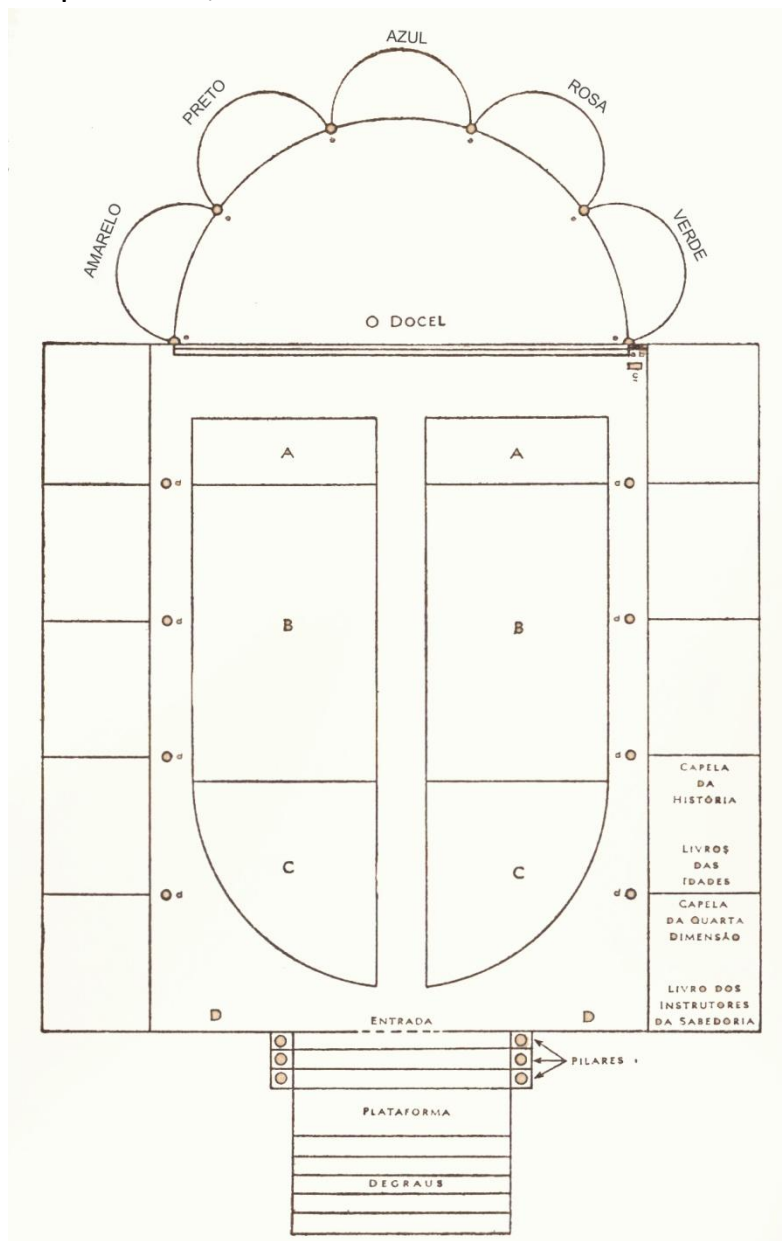 AZUL
PRETO
ROSA
AMARELO
VERDE
O DOCEL
A
A
d
d
B
B
d
d
d
d
CAPELA
DA
HISTÓRIA
LIVROS
DAS
IDADES
C
C
d
d
CAPELA
DA QUARTA
DIMENSÃO
LIVRO DOS
INSTRUTORES
DA SABEDORIA
D
ENTRADA
D
PILARES
PLATAFORMA
DEGRAUS